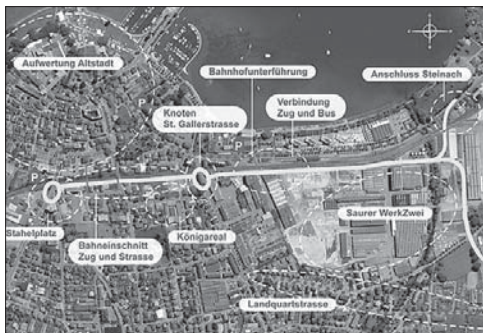 Aufwertung Altstadt
Bahnhofunterführung
Anschluss Steinach
Knoten
St. Gallerstrasse
Verbindung
Zug und Bus
P
P
P
Stahelplatz
Bahneinschnitt
Zug und Strasse
Königareal
Saurer WerkZwei
Landquartstrasse